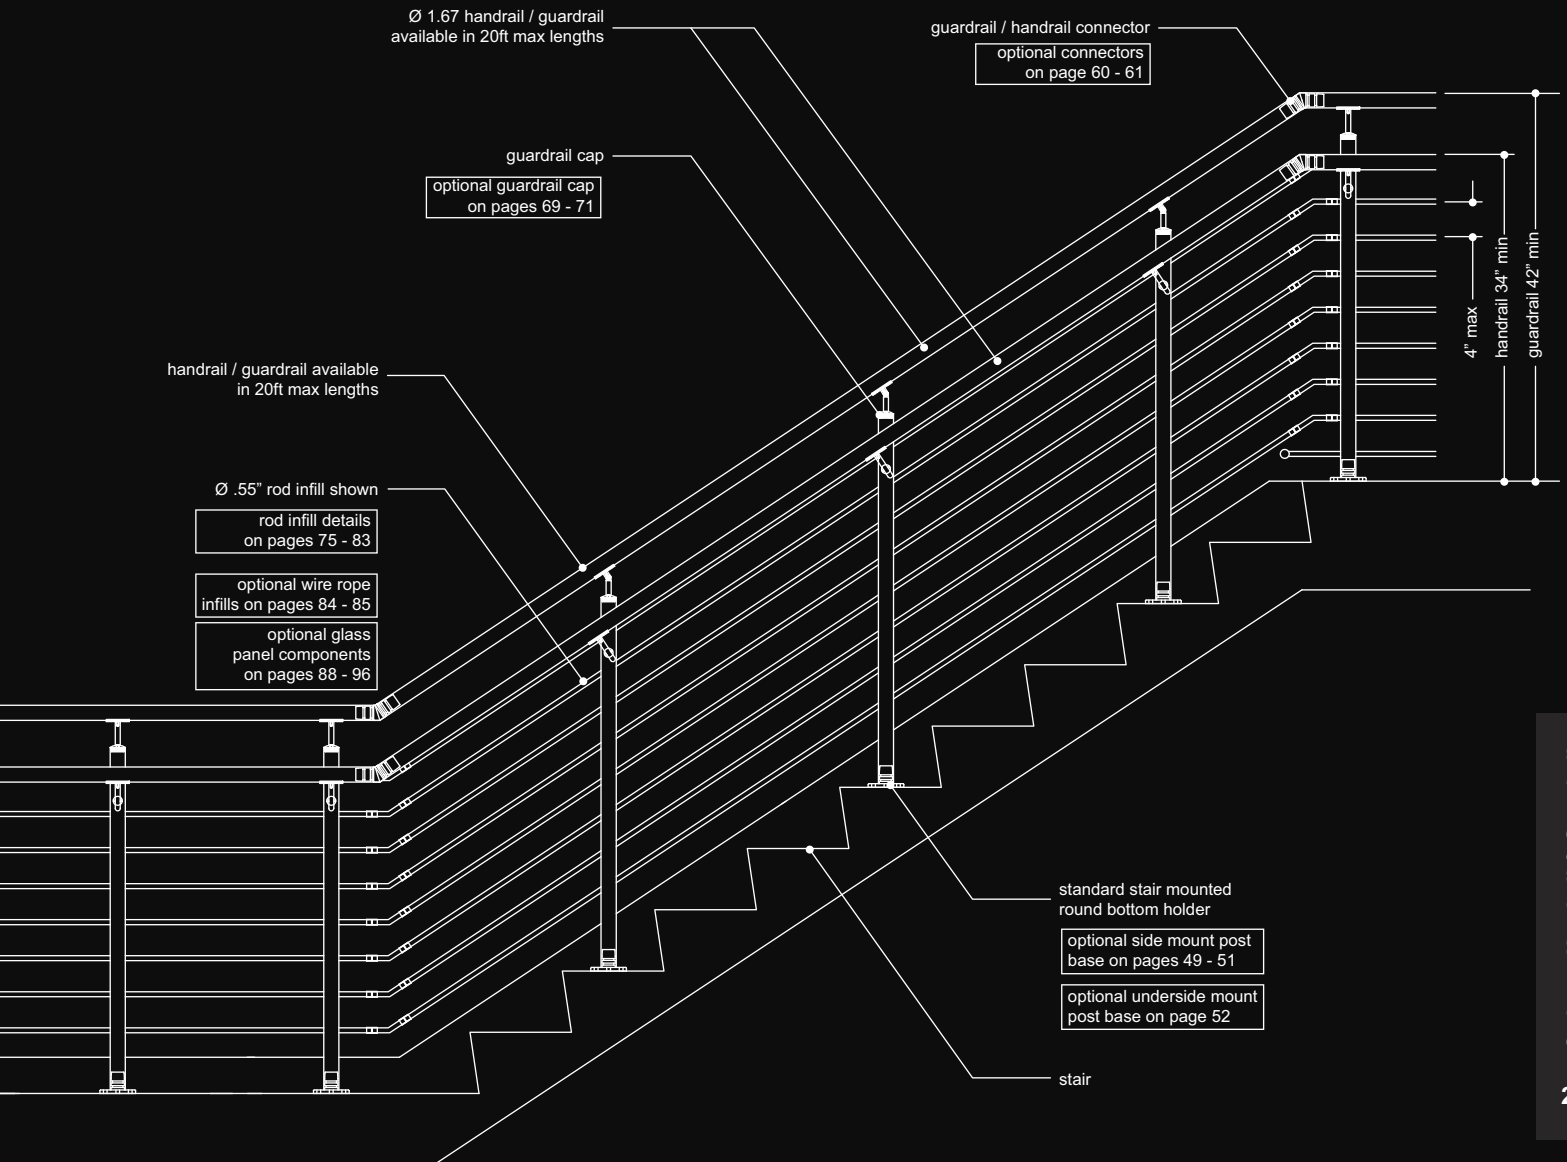 Ø 1.67 handrail / guardrail
available in 20ft max lengths
guardrail / handrail connector
optional connectors
on page 60 - 61
guardrail cap
optional guardrail cap
on pages 69 - 71
handrail / guardrail available
in 20ft max lengths
Ø .55” rod infill shown
rod infill details
on pages 75 - 83
optional wire rope
infills on pages 84 - 85
optional glass
panel components
on pages 88 - 96
4” max
handrail 34” min
guardrail 42” min
standard stair mounted
round bottom holder
optional side mount post
base on pages 49 - 51
optional underside mount
post base on page 52
stair